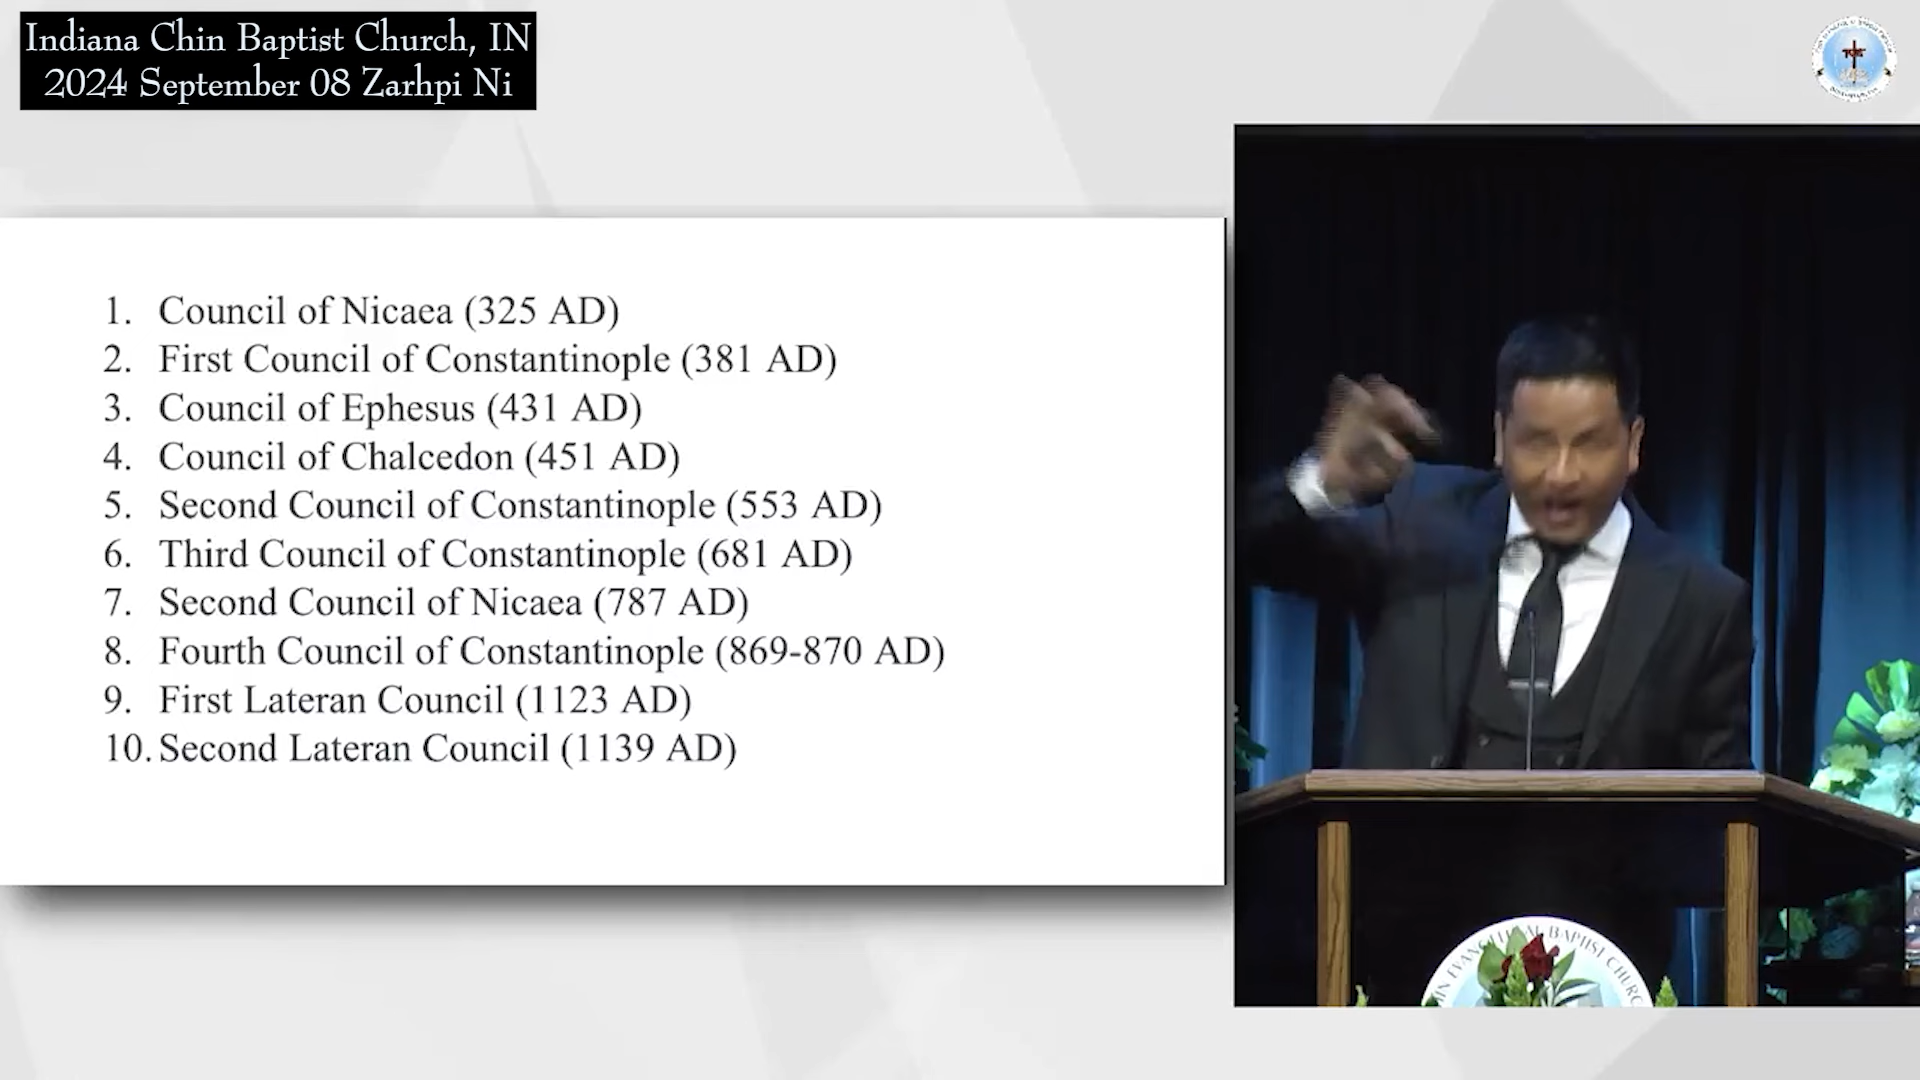 Indiana Chin Baptist Church, IN
2024 September 08 Zarhpi Ni
1. Council of Nicaea (325 AD)
2. First Council of Constantinople (381 AD)
3. Council of Ephesus (431 AD)
4. Council of Chalcedon (451 AD)
5. Second Council of Constantinople (553 AD)
6. Third Council of Constantinople (681 AD)
7. Second Council of Nicaea (787 AD)
8. Fourth Council of Constantinople (869-870 AD)
9. First Lateran Council (1123 AD)
10. Second Lateran Council (1139 AD)
BAPTIST CHURCH